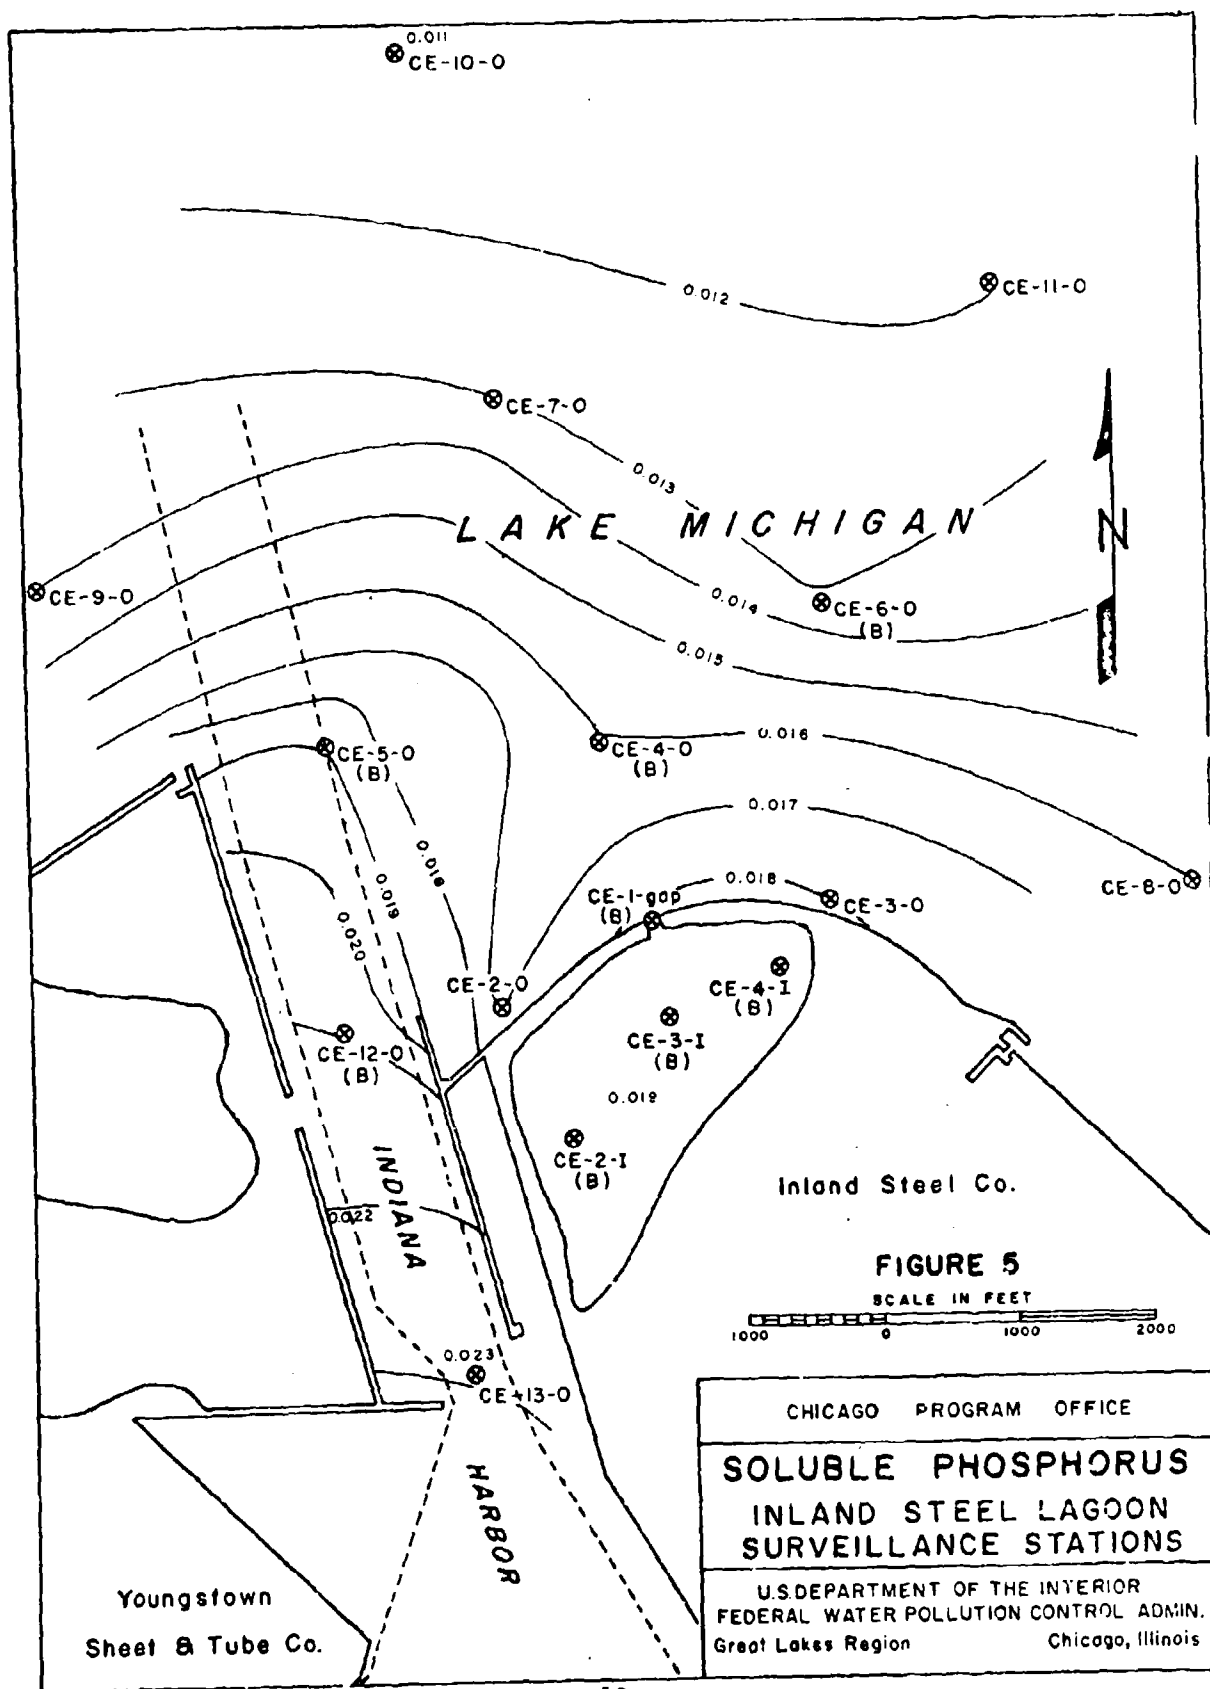 0.011
CE-10-0
CE-11-0
0.012
CE-7-0
0.013
LAKE MICHIGAN
N
CE-9-0
CE-6-0
(B)
0.014
0.015
0.016
CE-5-0
(B)
CE-4-0
(B)
0.017
0.018
0.018
CE-1-gap
(B)
CE-3-0
CE-8-0
0.019
0.020
CE-2-0
CE-4-I
(B)
CE-3-I
(B)
CE-12-0
(B)
0.019
CE-2-I
(B)
INDIANA
Inland Steel Co.
0.022
FIGURE 5
SCALE IN FEET
1000 0 1000 2000
0.023
CE-13-0
HARBOR
CHICAGO PROGRAM OFFICE
SOLUBLE PHOSPHORUS
INLAND STEEL LAGOON
SURVEILLANCE STATIONS
U.S.DEPARTMENT OF THE INTERIOR
FEDERAL WATER POLLUTION CONTROL ADMIN.
Great Lakes Region Chicago, Illinois
Youngstown
Sheet & Tube Co.